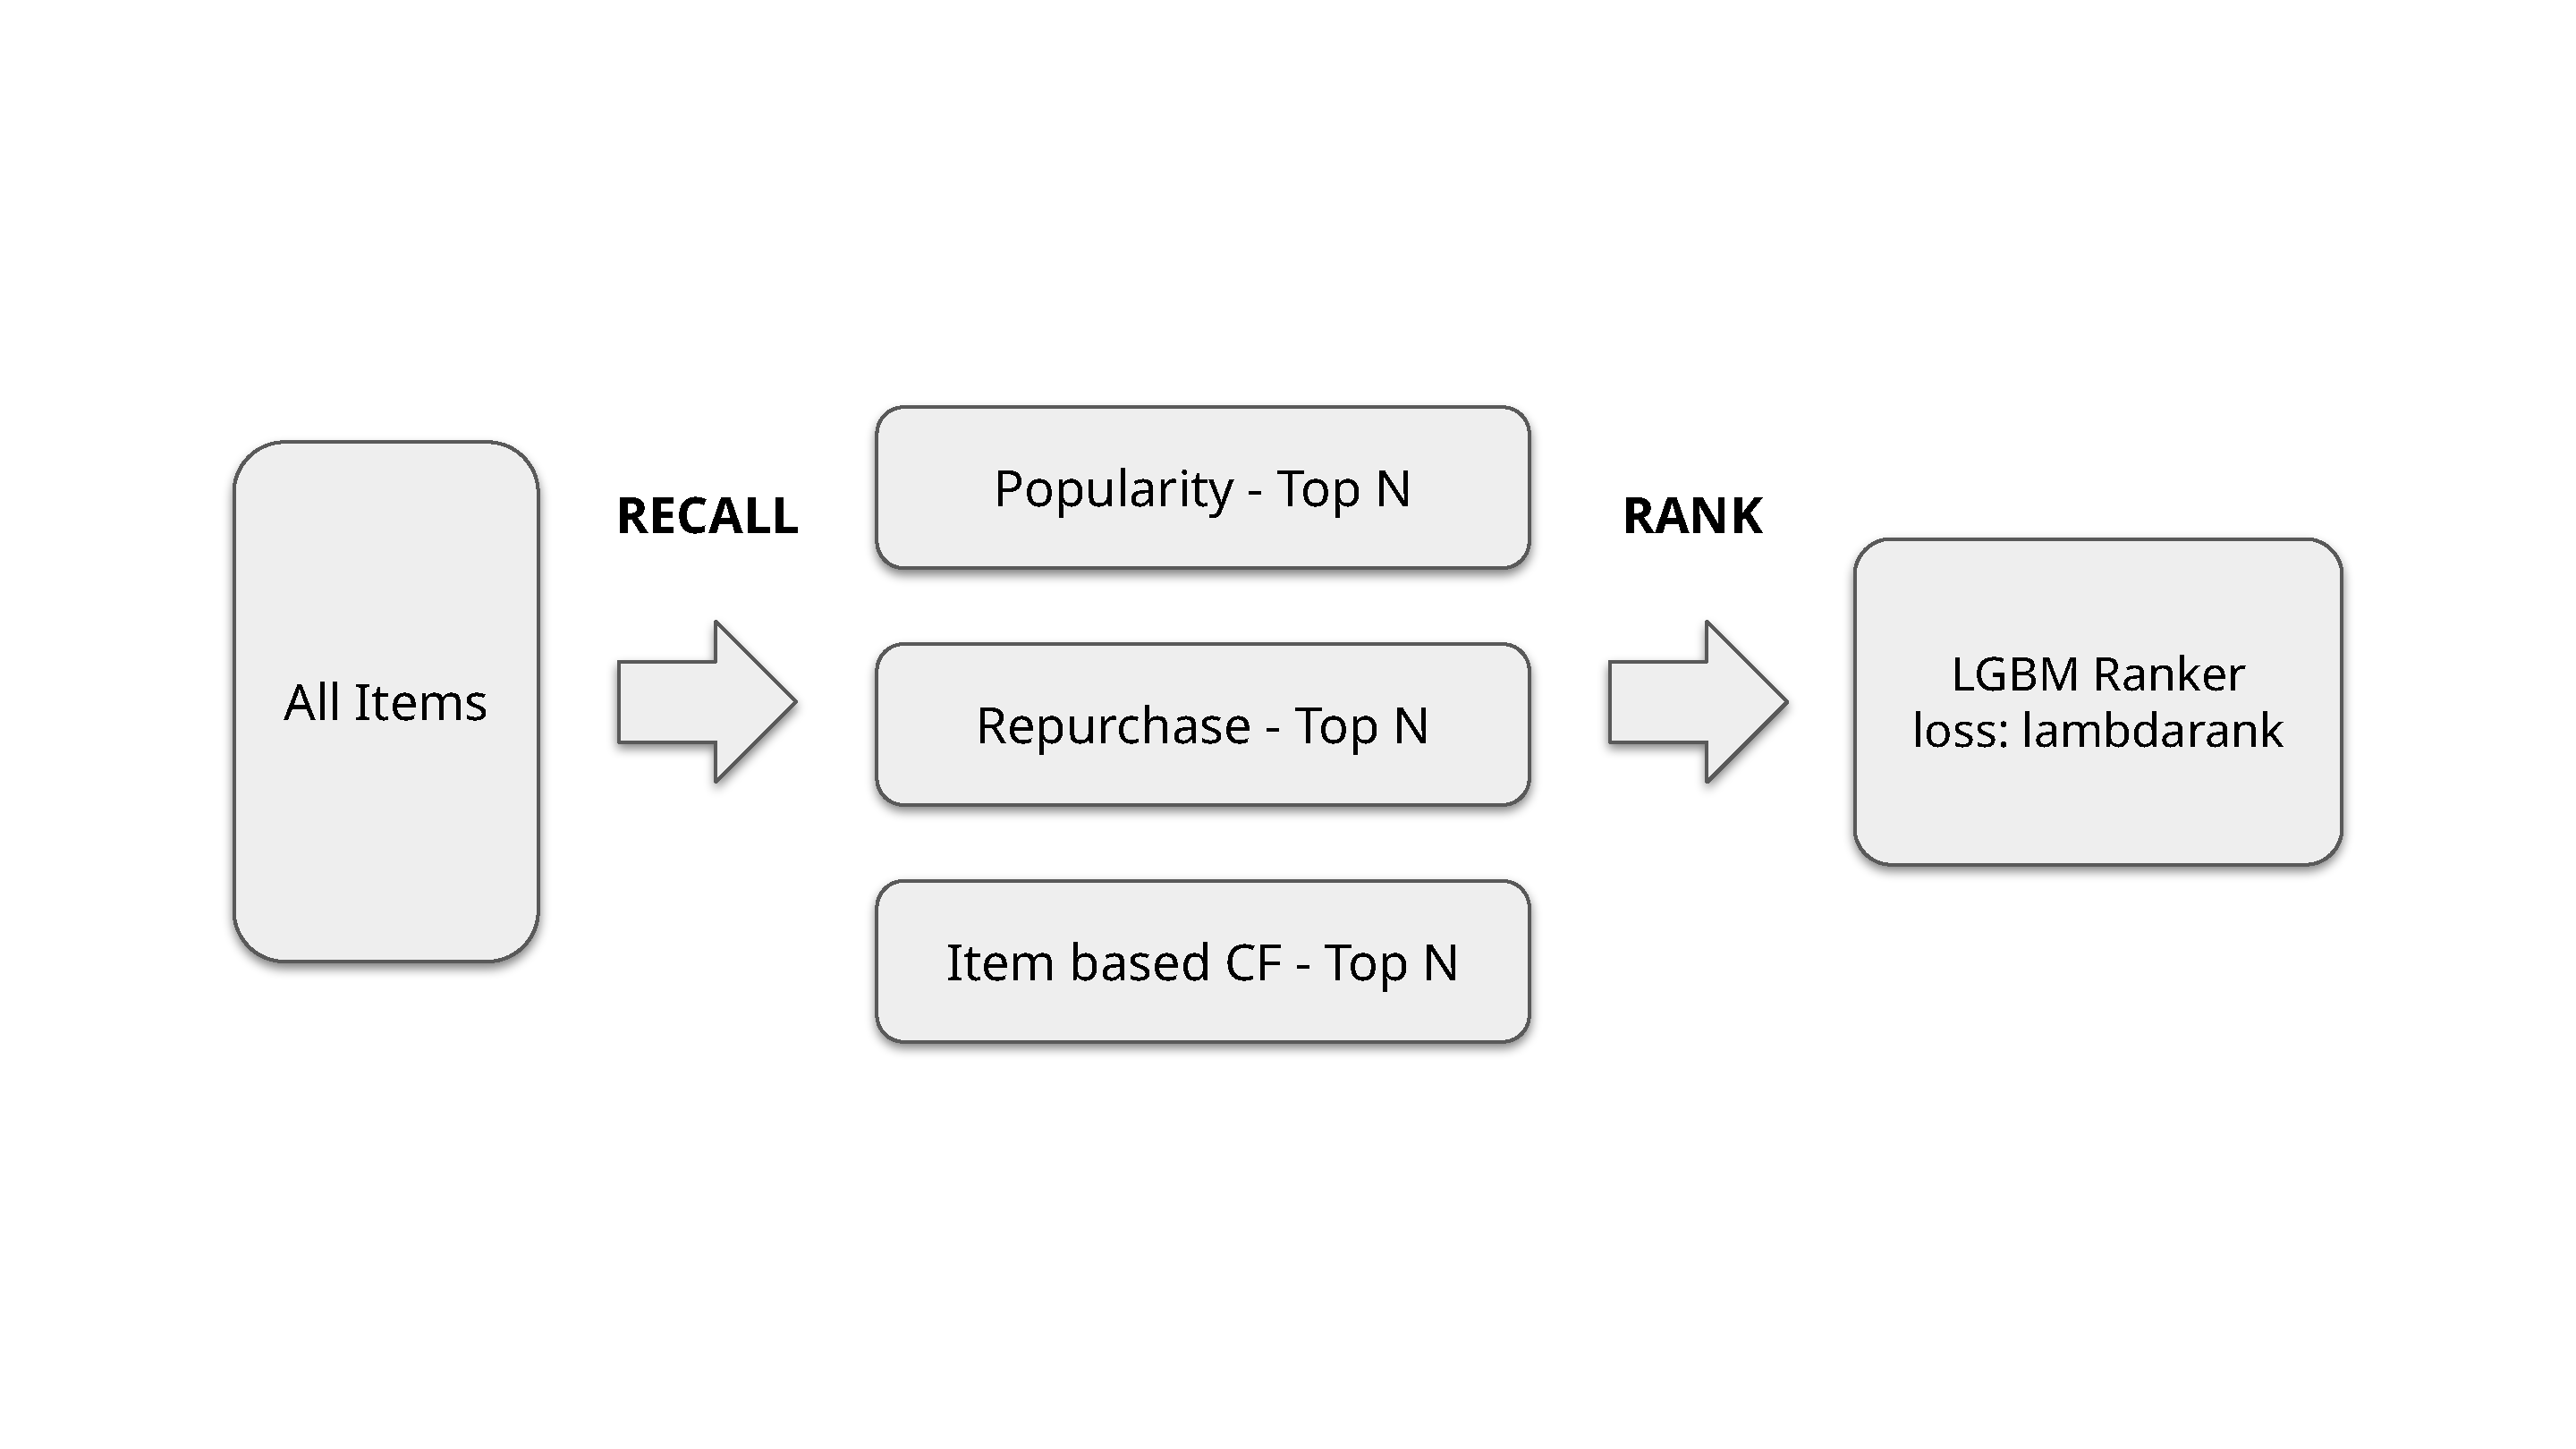 All Items
RECALL
Popularity - Top N
Repurchase - Top N
Item based CF - Top N
RANK
LGBM Ranker
loss: lambdarank